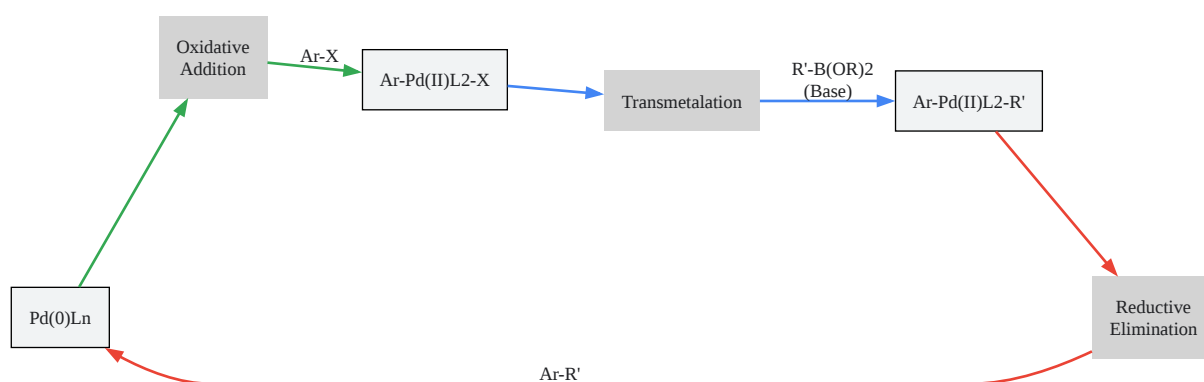 Oxidative
Addition
Ar-X
Ar-Pd(II)L2-X
Transmetalation
R'-B(OR)2
(Base)
Ar-Pd(II)L2-R'
Pd(0)Ln
Reductive
Elimination
Ar-R'